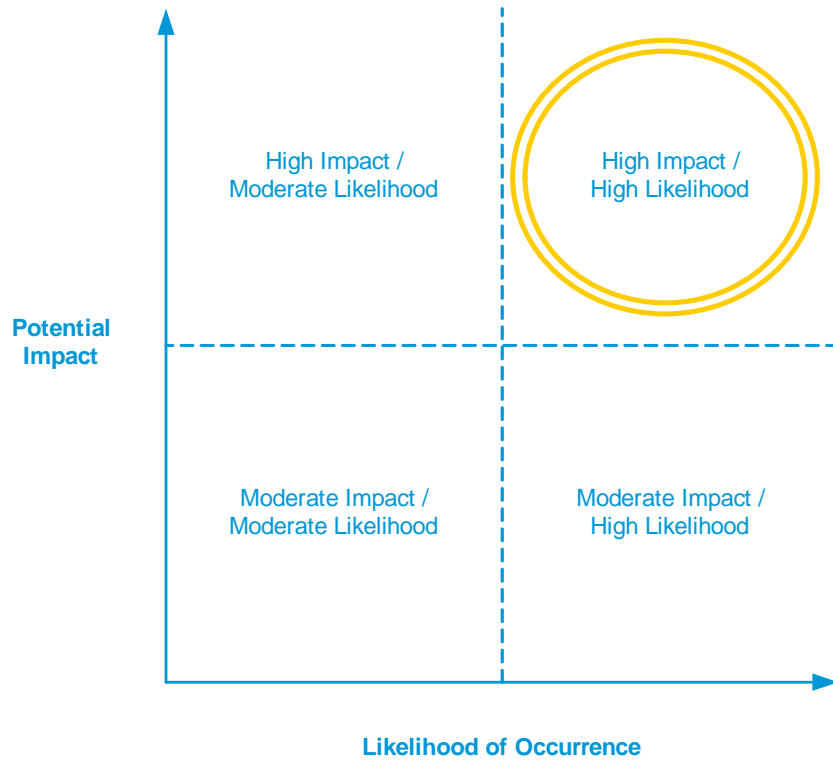 High Impact /
Moderate Likelihood
High Impact /
High Likelihood
Potential
Impact
Moderate Impact /
Moderate Likelihood
Moderate Impact /
High Likelihood
Likelihood of Occurrence